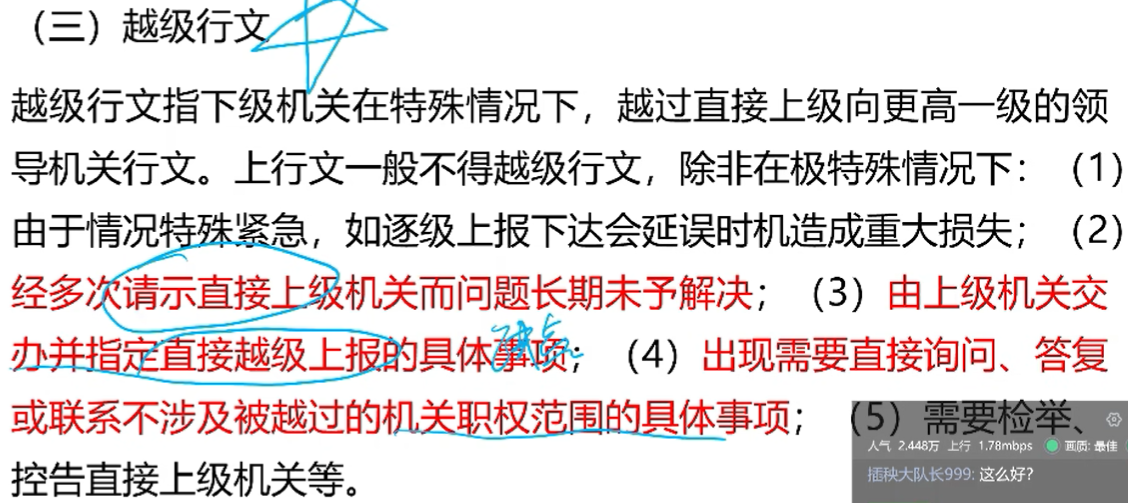 （三）越级行文
越级行文指下级机关在特殊情况下，越过直接上级向更高一级的领
导机关行文。上行文一般不得越级行文，除非在极特殊情况下：（1）
由于情况特殊紧急，如逐级上报下达会延误时机造成重大损失；（2）
经多次请示直接上级机关而问题长期未予解决；（3）由上级机关交
办并指定直接越级上报的具体事项；（4）出现需要直接询问、答复
或联系不涉及被越过的机关职权范围的具体事项；（5）需要检举、
控告直接上级机关等。
人气 2.448万 上行 1.78mbps 画质: 最佳
插秧大队长999: 这么好?